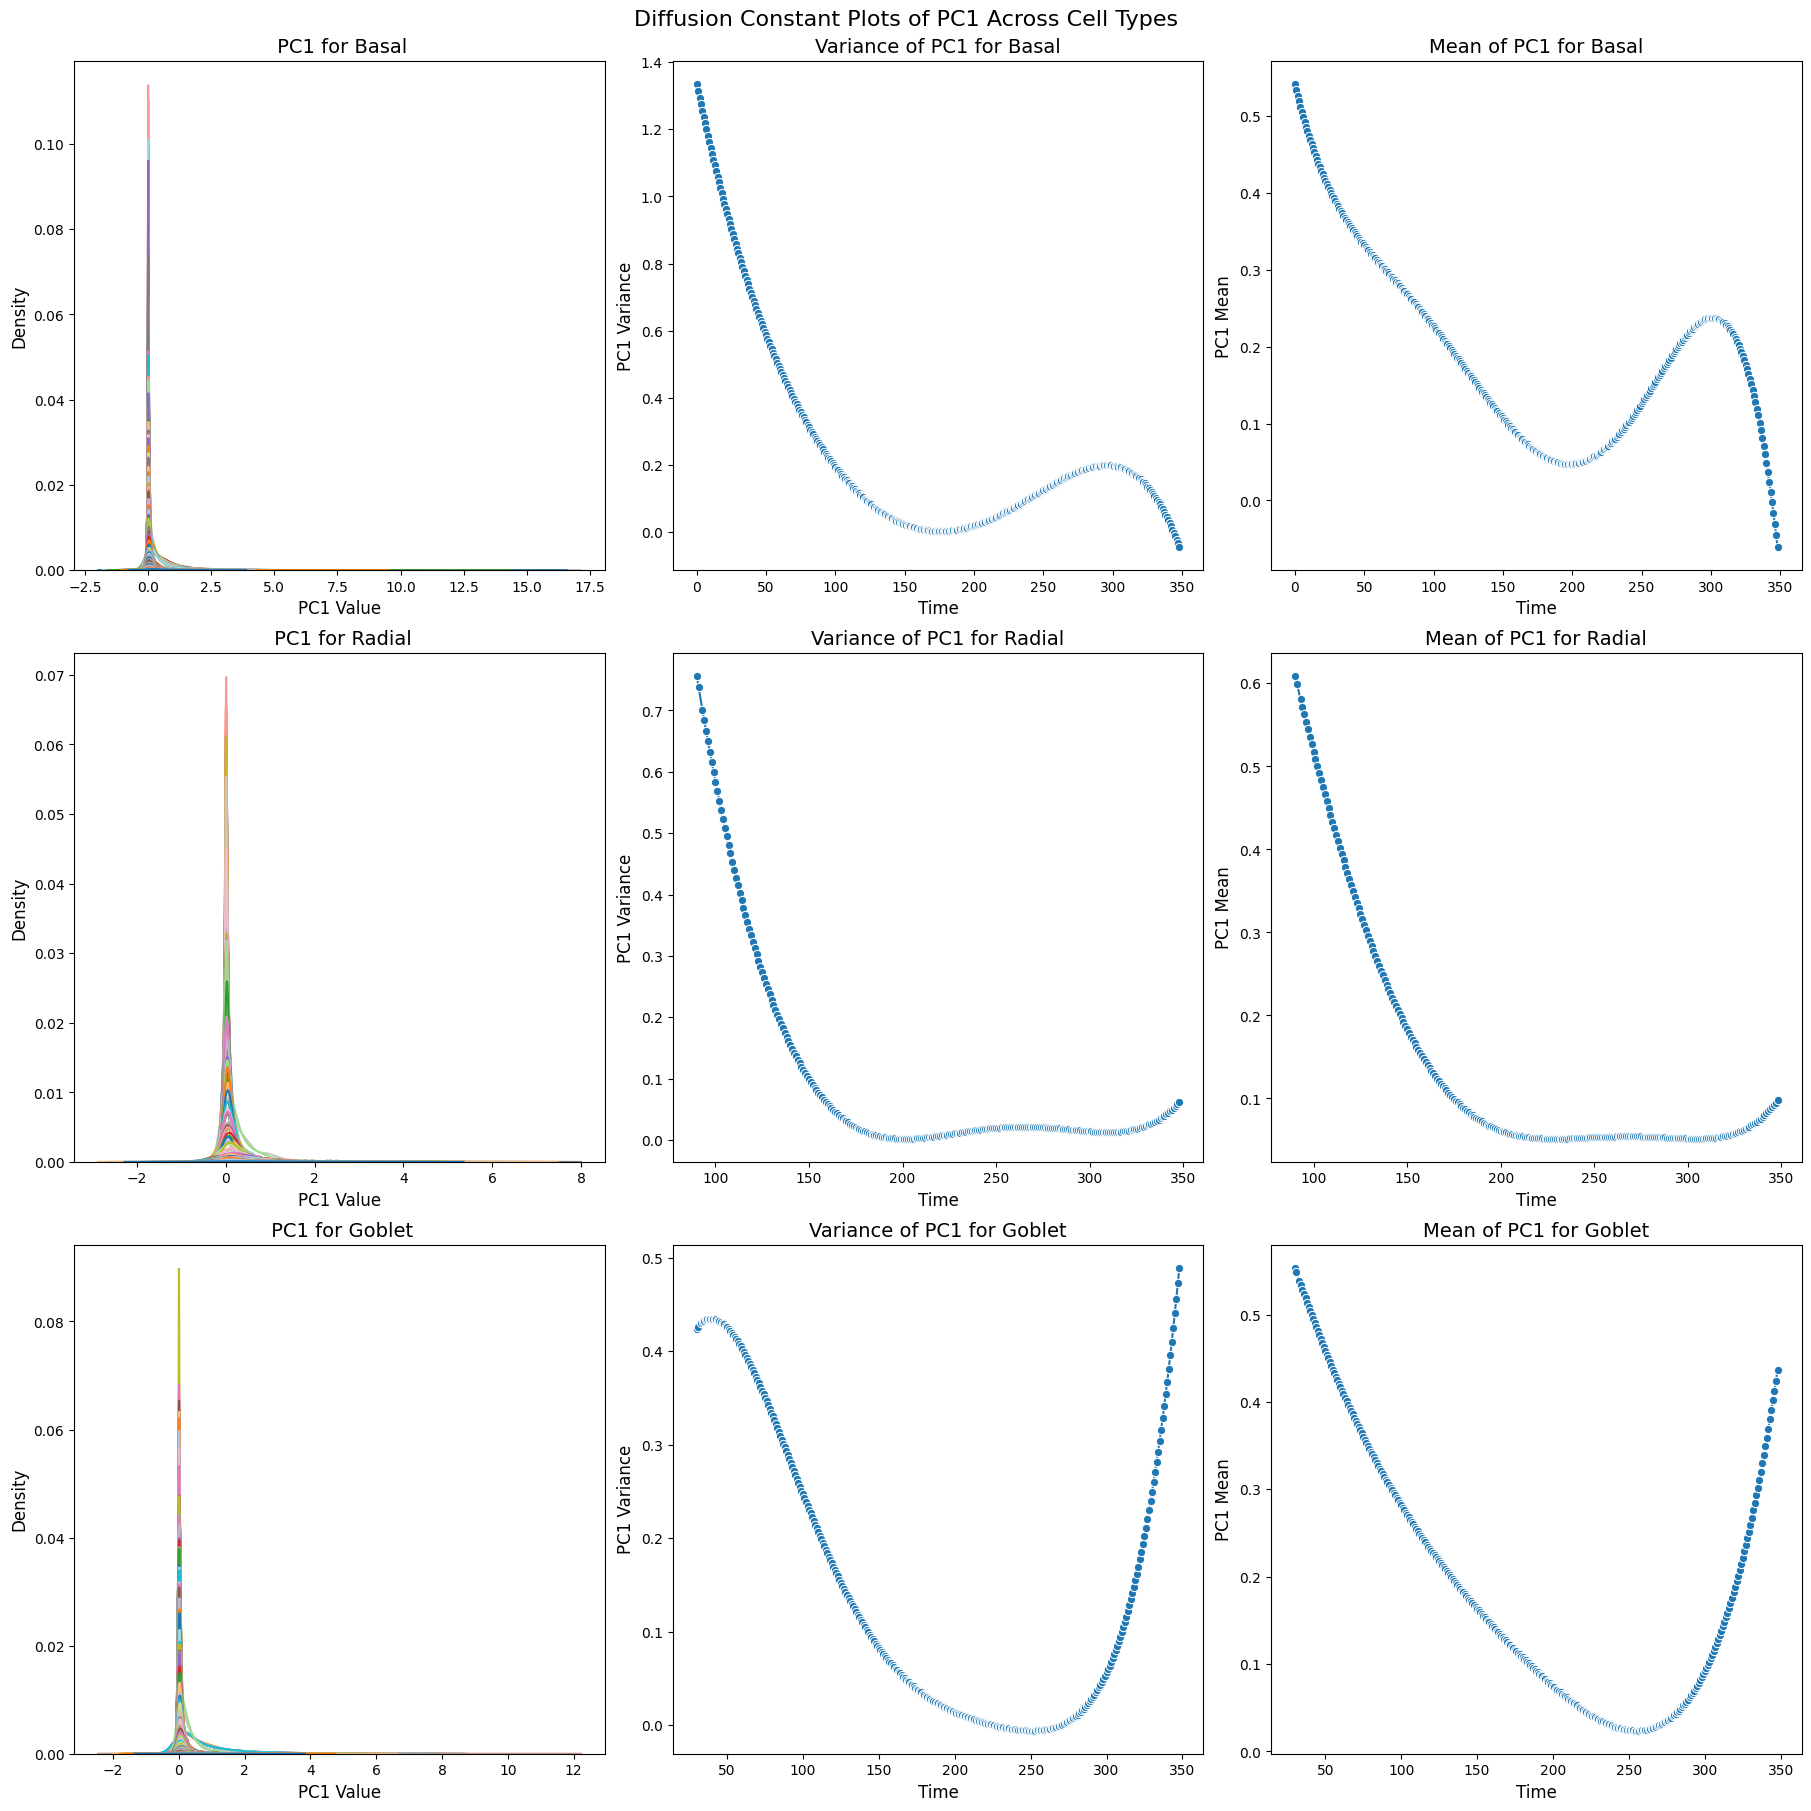 Diffusion Constant Plots of PC1 Across Cell Types
PC1 for Basal
Density
0.10
0.08
0.06
0.04
0.02
0.00
−2.5 0.0 2.5 5.0 7.5 10.0 12.5 15.0 17.5
PC1 Value
Variance of PC1 for Basal
PC1 Variance
1.4
1.2
1.0
0.8
0.6
0.4
0.2
0.0
0 50 100 150 200 250 300 350
Time
Mean of PC1 for Basal
PC1 Mean
0.5
0.4
0.3
0.2
0.1
0.0
0 50 100 150 200 250 300 350
Time
PC1 for Radial
Density
0.07
0.06
0.05
0.04
0.03
0.02
0.01
0.00
−2 0 2 4 6 8
PC1 Value
Variance of PC1 for Radial
PC1 Variance
0.7
0.6
0.5
0.4
0.3
0.2
0.1
0.0
100 150 200 250 300 350
Time
Mean of PC1 for Radial
PC1 Mean
0.6
0.5
0.4
0.3
0.2
0.1
100 150 200 250 300 350
Time
PC1 for Goblet
Density
0.08
0.06
0.04
0.02
0.00
−2 0 2 4 6 8 10 12
PC1 Value
Variance of PC1 for Goblet
PC1 Variance
0.5
0.4
0.3
0.2
0.1
0.0
50 100 150 200 250 300 350
Time
Mean of PC1 for Goblet
PC1 Mean
0.5
0.4
0.3
0.2
0.1
0.0
50 100 150 200 250 300 350
Time